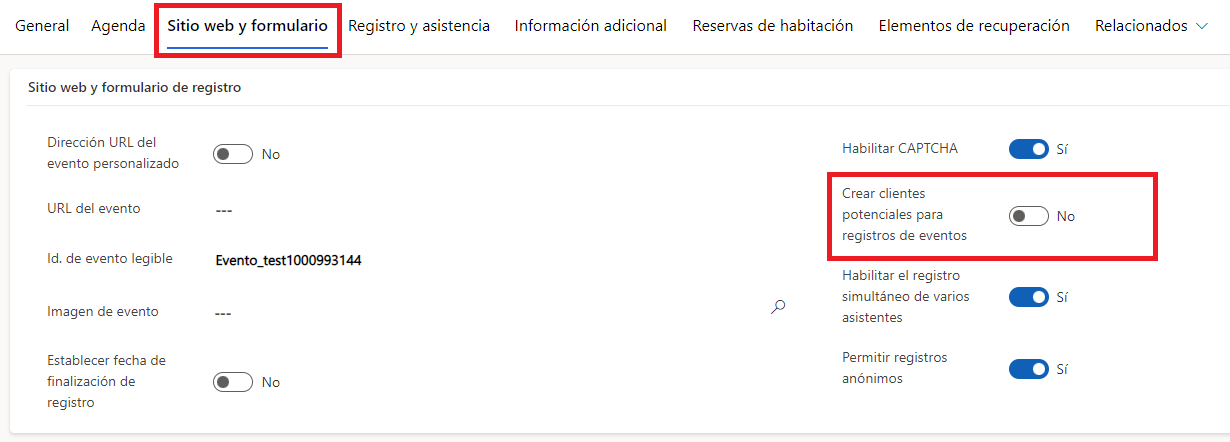 General Agenda Sitio web y formulario Registro y asistencia Información adicional Reservas de habitación Elementos de recuperación Relacionados
Sitio web y formulario de registro
Dirección URL del
evento personalizado
No
URL del evento
---
Id. de evento legible
Evento_test1000993144
Imagen de evento
---
Establecer fecha de
finalización de
registro
No
Habilitar CAPTCHA
Sí
Crear clientes
potenciales para
registros de eventos
No
Habilitar el registro
simultáneo de varios
asistentes
Sí
Permitir registros
anónimos
Sí